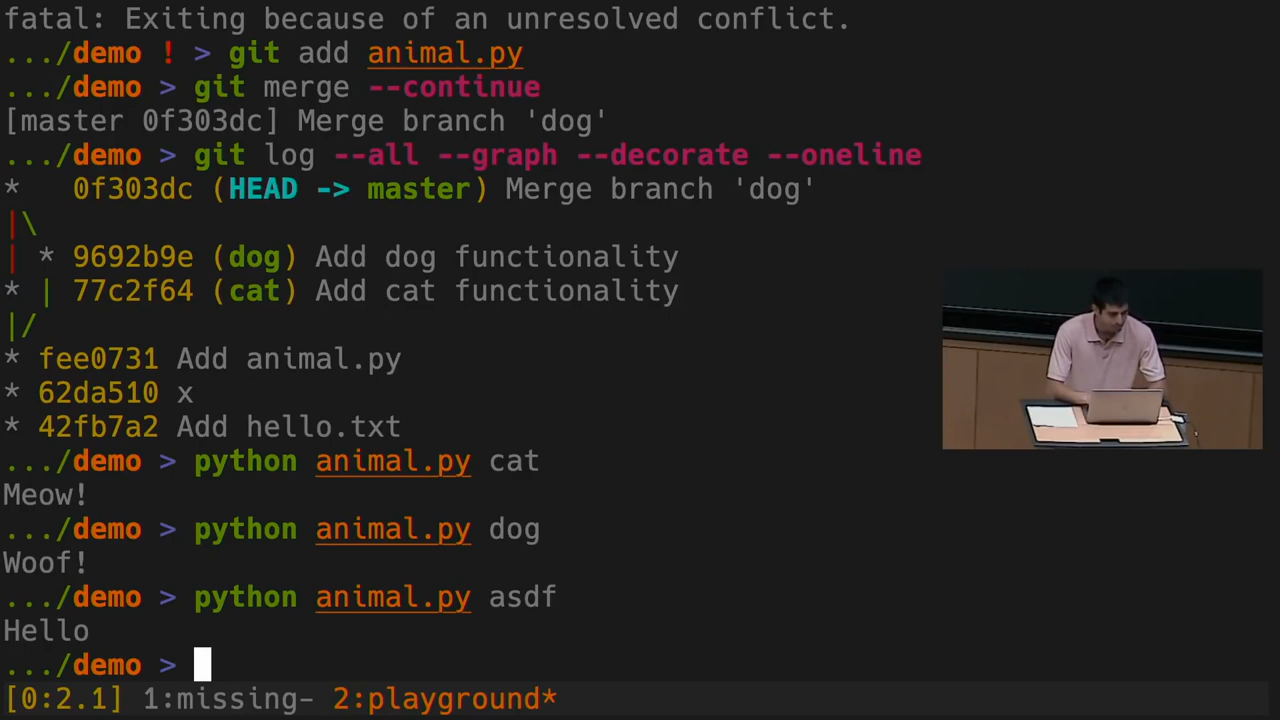 fatal: Exiting because of an unresolved conflict.
.../demo ! > git add animal.py
.../demo > git merge --continue
[master 0f303dc] Merge branch 'dog'
.../demo > git log --all --graph --decorate --oneline
*   0f303dc (HEAD -> master) Merge branch 'dog'
|\
| * 9692b9e (dog) Add dog functionality
* | 77c2f64 (cat) Add cat functionality
|/
* fee0731 Add animal.py
* 62da510 x
* 42fb7a2 Add hello.txt
.../demo > python animal.py cat
Meow!
.../demo > python animal.py dog
Woof!
.../demo > python animal.py asdf
Hello
.../demo >
[0:2.1] 1:missing- 2:playground*